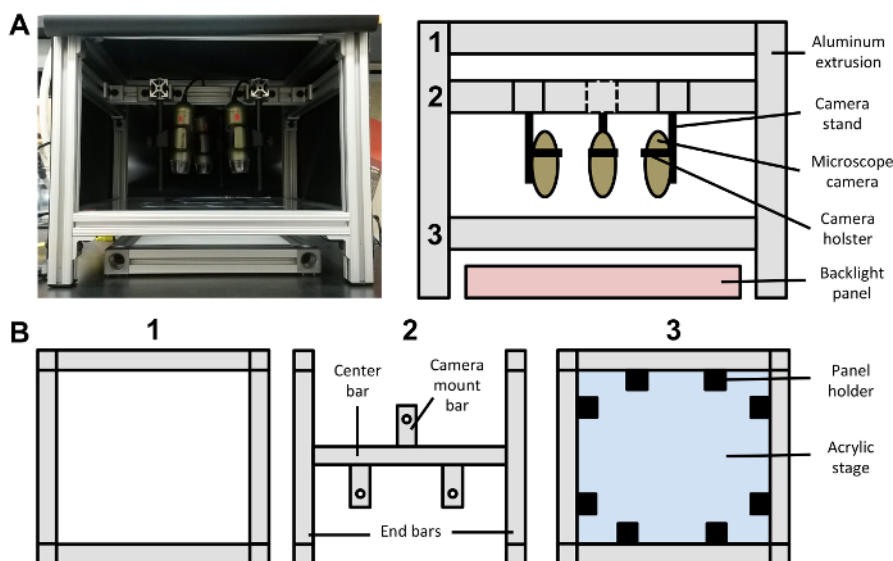 A
1
2
3
Aluminum
extrusion
Camera
stand
Microscope
camera
Camera
holster
Backlight
panel
B
1
2
3
Center
bar
Camera
mount
bar
End bars
Panel
holder
Acrylic
stage